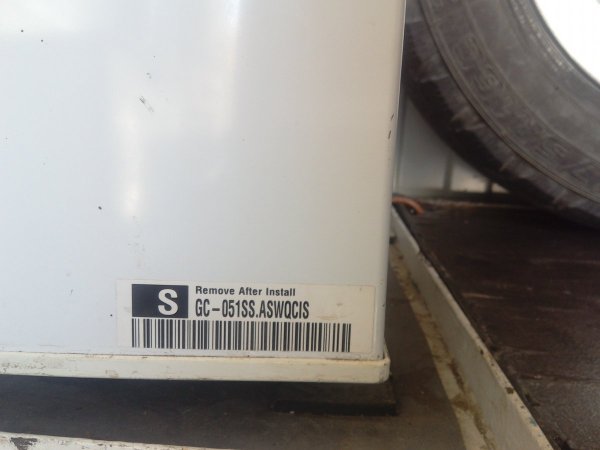 S
Remove After Install
GC-051SS.ASWQCIS